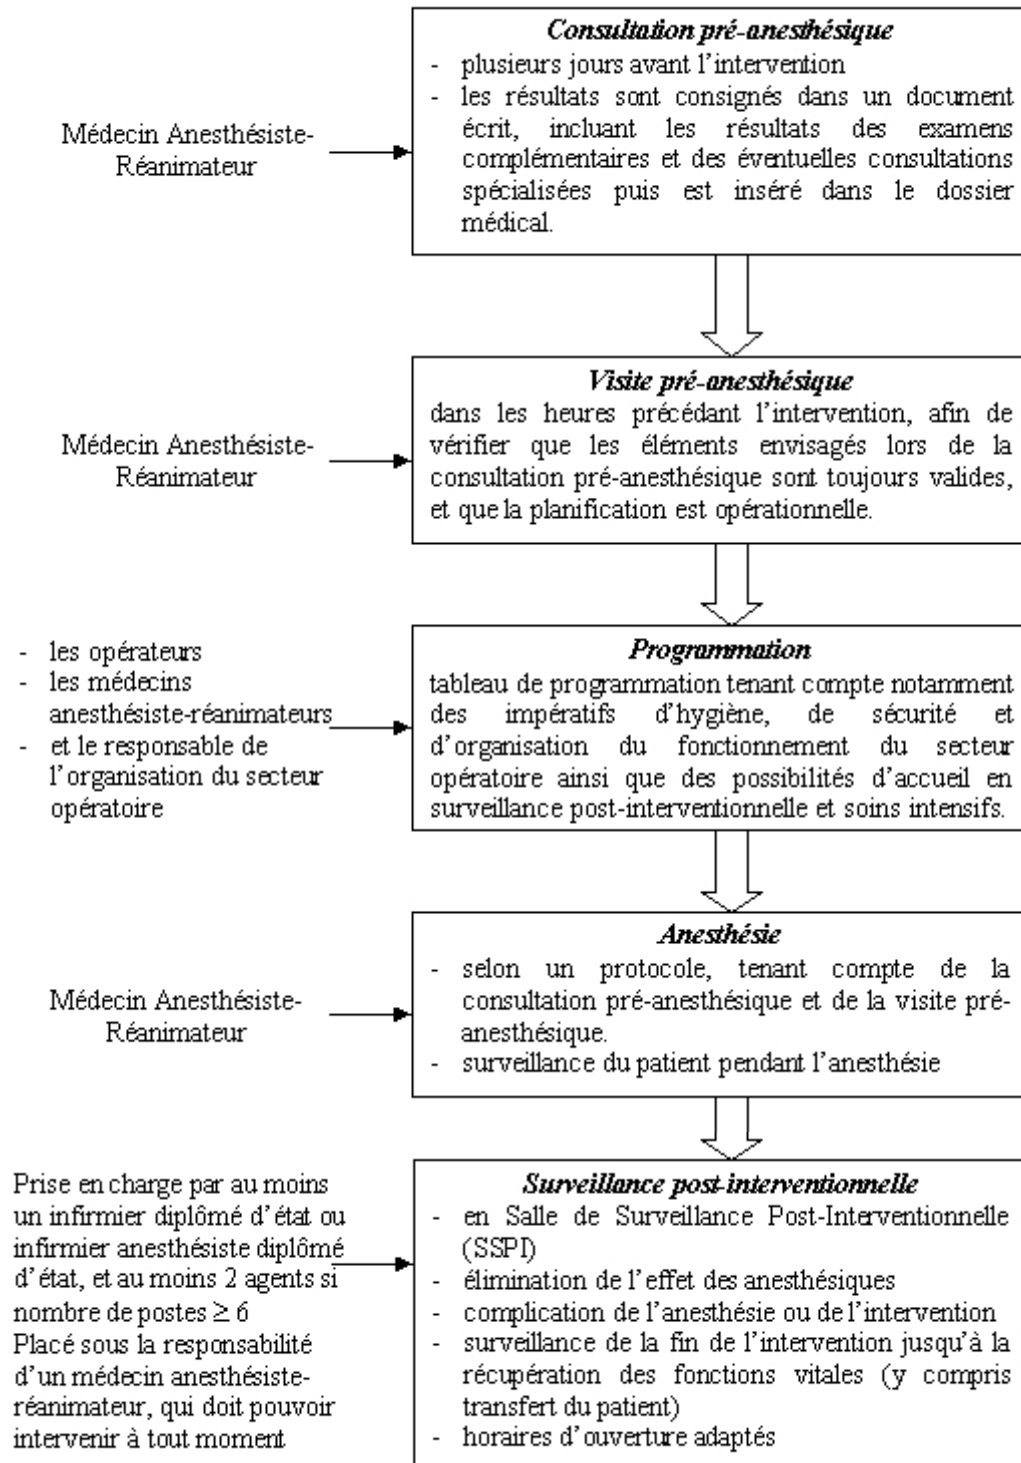 Consultation pré-anesthésique
- plusieurs jours avant l'intervention
- les résultats sont consignés dans un document
écrit, incluant les résultats des examens
complémentaires et des éventuelles consultations
spécialisées puis est inséré dans le dossier
médical.
Médecin Anesthésiste-
Réanimateur
Visite pré-anesthésique
dans les heures précédant l'intervention, afin de
vérifier que les éléments envisagés lors de la
consultation pré-anesthésique sont toujours valides,
et que la planification est opérationnelle.
Médecin Anesthésiste-
Réanimateur
Programmation
tableau de programmation tenant compte notamment
des impératifs d'hygiène, de sécurité et
d'organisation du fonctionnement du secteur
opératoire ainsi que des possibilités d'accueil en
surveillance post-interventionnelle et soins intensifs.
- les opérateurs
- les médecins
anesthésiste-réanimateurs
- et le responsable de
l'organisation du secteur
opératoire
Anesthésie
- selon un protocole, tenant compte de la
consultation pré-anesthésique et de la visite pré-
anesthésique.
- surveillance du patient pendant l'anesthésie
Médecin Anesthésiste-
Réanimateur
Surveillance post-interventionnelle
- en Salle de Surveillance Post-Interventionnelle
(SSPI)
- élimination de l'effet des anesthésiques
- complication de l'anesthésie ou de l'intervention
- surveillance de la fin de l'intervention jusqu'à la
récupération des fonctions vitales (y compris
transfert du patient)
- horaires d'ouverture adaptés
Prise en charge par au moins
un infirmier diplômé d'état ou
infirmier anesthésiste diplômé
d'état, et au moins 2 agents si
nombre de postes ≥ 6
Placé sous la responsabilité
d'un médecin anesthésiste-
réanimateur, qui doit pouvoir
intervenir à tout moment